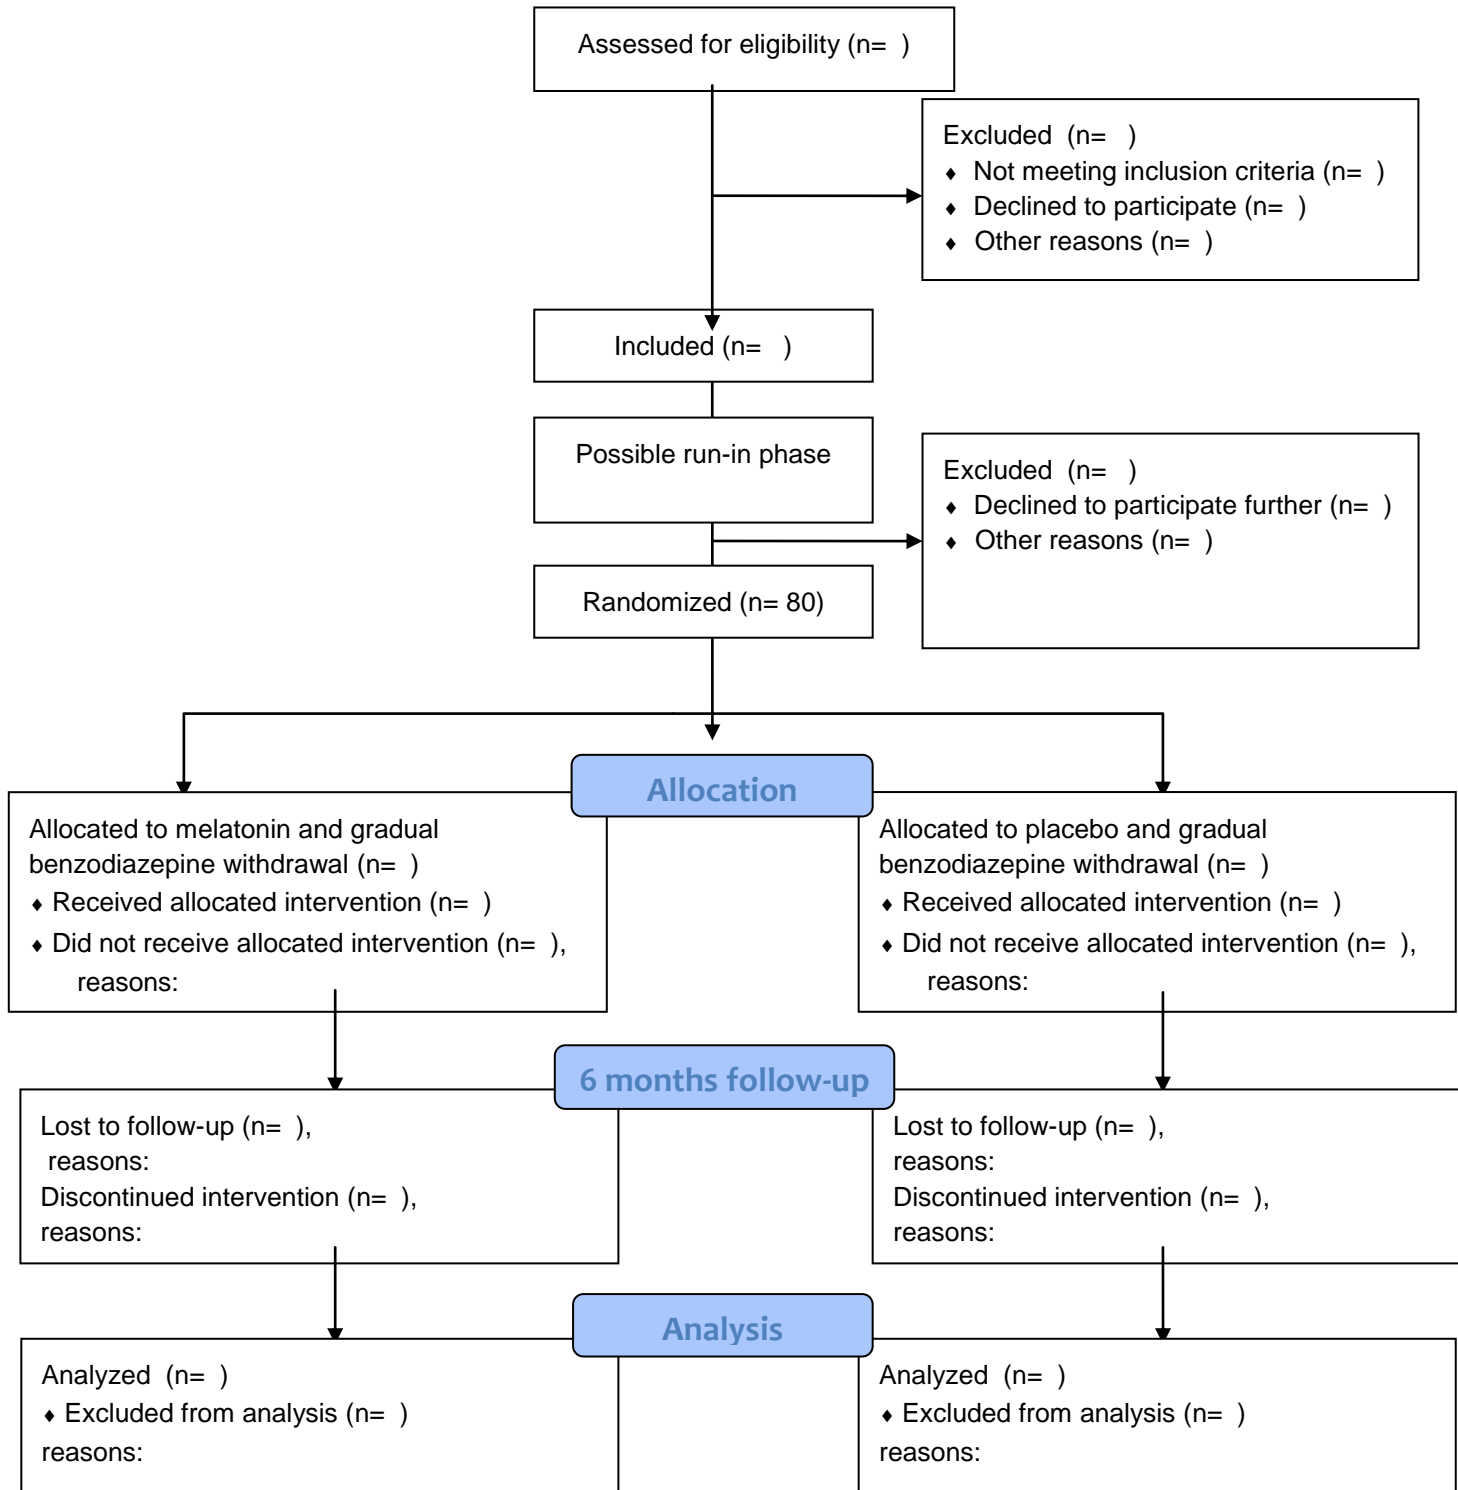 Assessed for eligibility (n=  )
Excluded  (n=   )
♦ Not meeting inclusion criteria (n=  )
♦ Declined to participate (n=  )
♦ Other reasons (n=  )
Included (n=   )
Possible run-in phase
Excluded  (n=   )
♦ Declined to participate further (n=  )
♦ Other reasons (n=  )
Randomized (n= 80)
Allocation
Allocated to melatonin and gradual
benzodiazepine withdrawal (n=  )
♦ Received allocated intervention (n=  )
♦ Did not receive allocated intervention (n=  ),
reasons:
Allocated to placebo and gradual
benzodiazepine withdrawal (n=  )
♦ Received allocated intervention (n=  )
♦ Did not receive allocated intervention (n=  ),
reasons:
6 months follow-up
Lost to follow-up (n=  ),
reasons:
Discontinued intervention (n=  ),
reasons:
Lost to follow-up (n=  ),
reasons:
Discontinued intervention (n=  ),
reasons:
Analysis
Analyzed  (n=  )
♦ Excluded from analysis (n=  )
reasons:
Analyzed  (n=  )
♦ Excluded from analysis (n=  )
reasons: